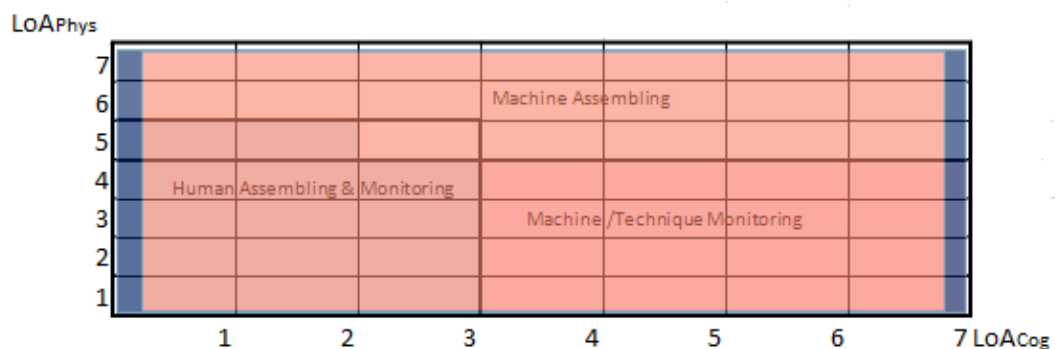 LoAPhys
7
6
Machine Assembling
5
4
Human Assembling & Monitoring
3
Machine /Technique Monitoring
2
1
1 2 3 4 5 6 7 LoACog